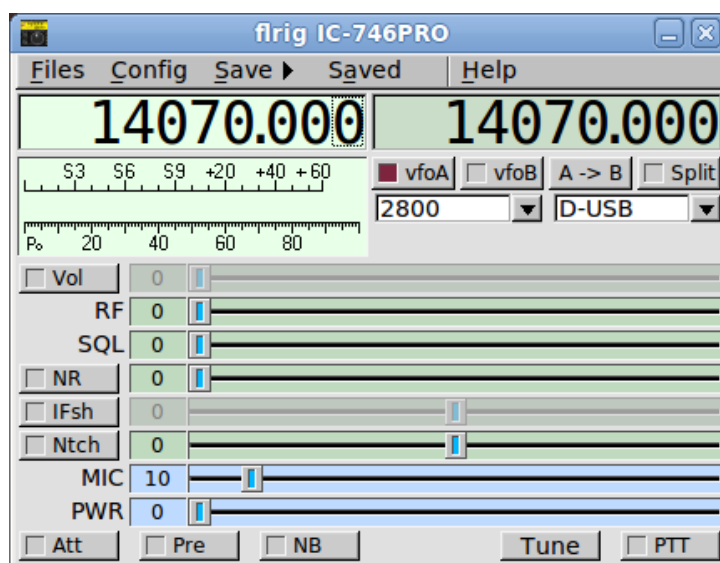 flrig IC-746PRO
Files Config Save Saved Help
14070.000 14070.000
S3 S6 S9 +20 +40 +60
vfoA vfoB A -> B Split
2800 D-USB
Po 20 40 60 80
Vol 0
RF 0
SQL 0
NR 0
IFsh 0
Ntch 0
MIC 10
PWR 0
Att Pre NB Tune PTT